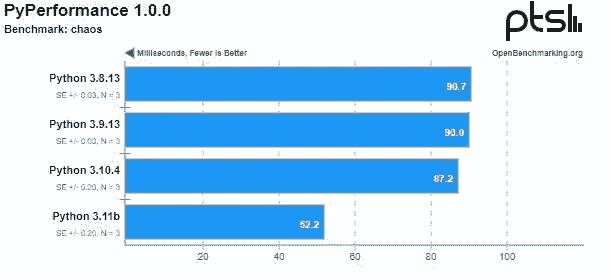 PyPerformance 1.0.0
Benchmark: chaos
ptsl
Milliseconds, Fewer Is Better
OpenBenchmarking.org
Python 3.8.13
SE +/- 0.03, N = 3
90.7
Python 3.9.13
SE +/- 0.03, N = 3
90.0
Python 3.10.4
SE +/- 0.20, N = 3
87.2
Python 3.11b
SE +/- 0.20, N = 3
52.2
20 40 60 80 100